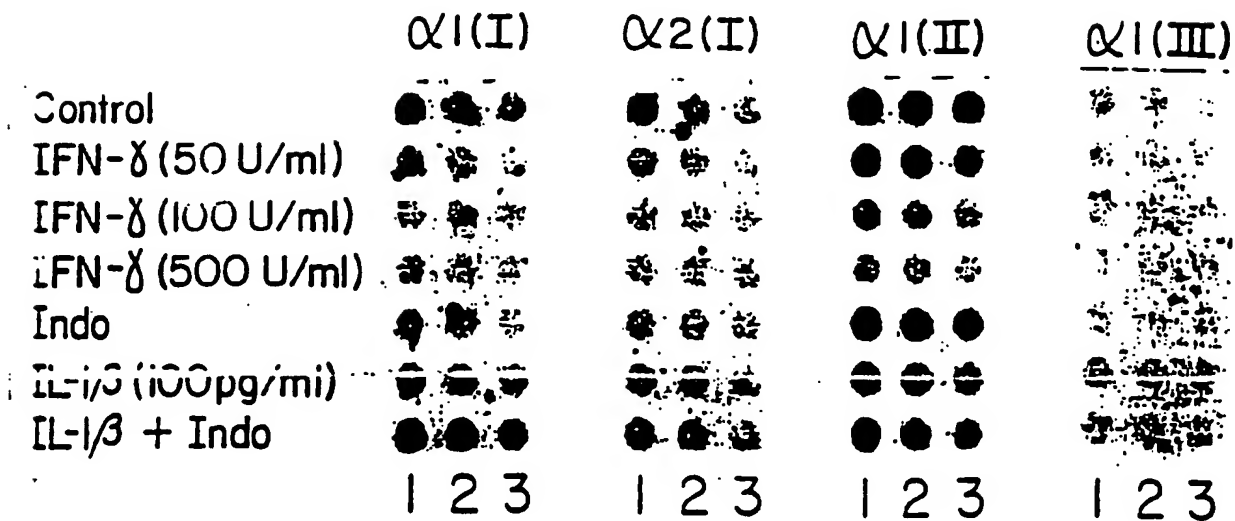 α1(I) α2(I) α1(II) α1(III)
Control
IFN-γ (50 U/ml)
IFN-γ (100 U/ml)
IFN-γ (500 U/ml)
Indo
IL-1β (100pg/ml)
IL-1β + Indo
1 2 3 1 2 3 1 2 3 1 2 3